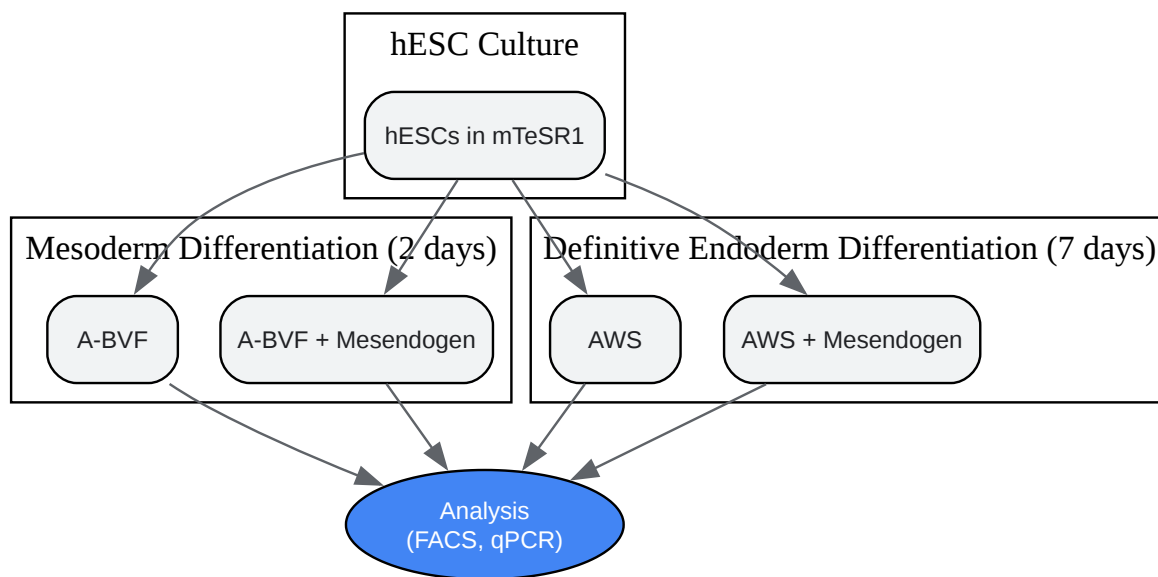 hESC Culture
hESCs in mTeSR1
Mesoderm Differentiation (2 days)
Definitive Endoderm Differentiation (7 days)
A-BVF
A-BVF + Mesendogen
AWS
AWS + Mesendogen
Analysis
(FACS, qPCR)